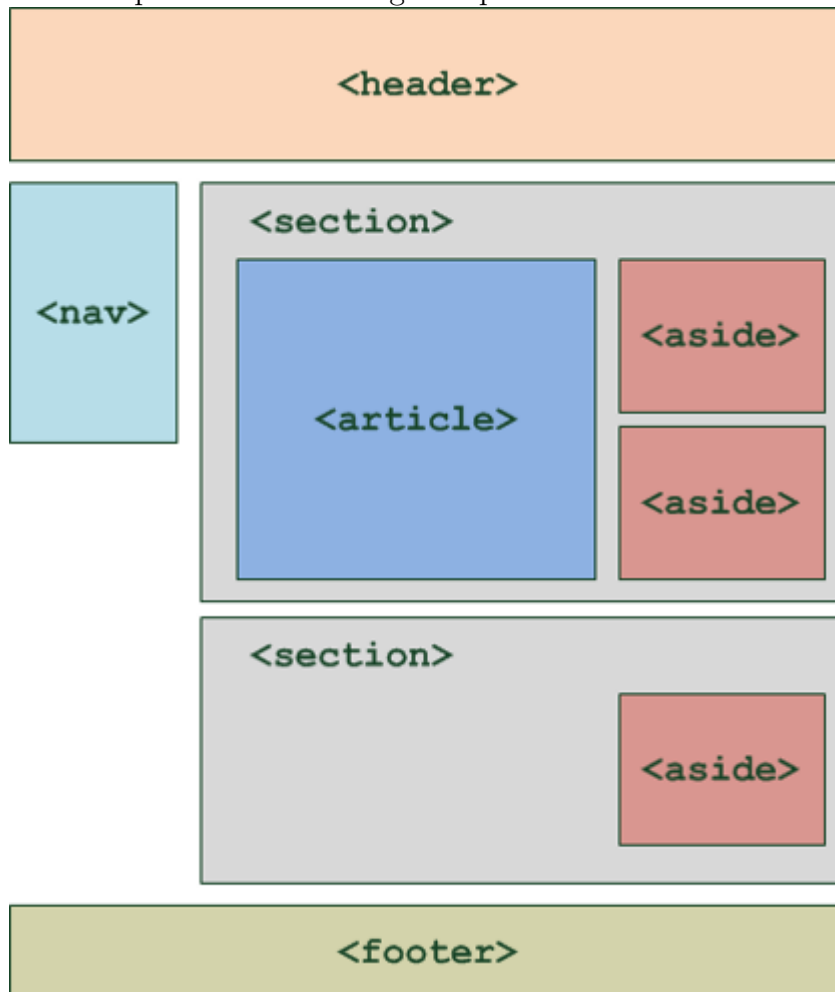 <header>
<nav>
<section>
<article>
<aside>
<aside>
<section>
<aside>
<footer>